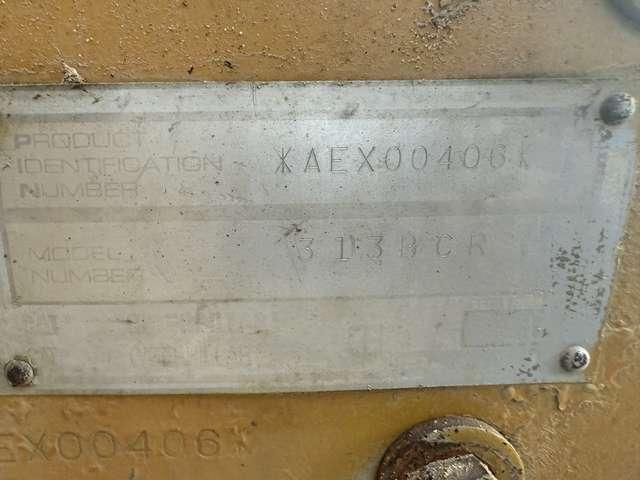 PRODUCT
IDENTIFICATION
NUMBER
*AEX00406*
MODEL
NUMBER
313BCR
EX00406*